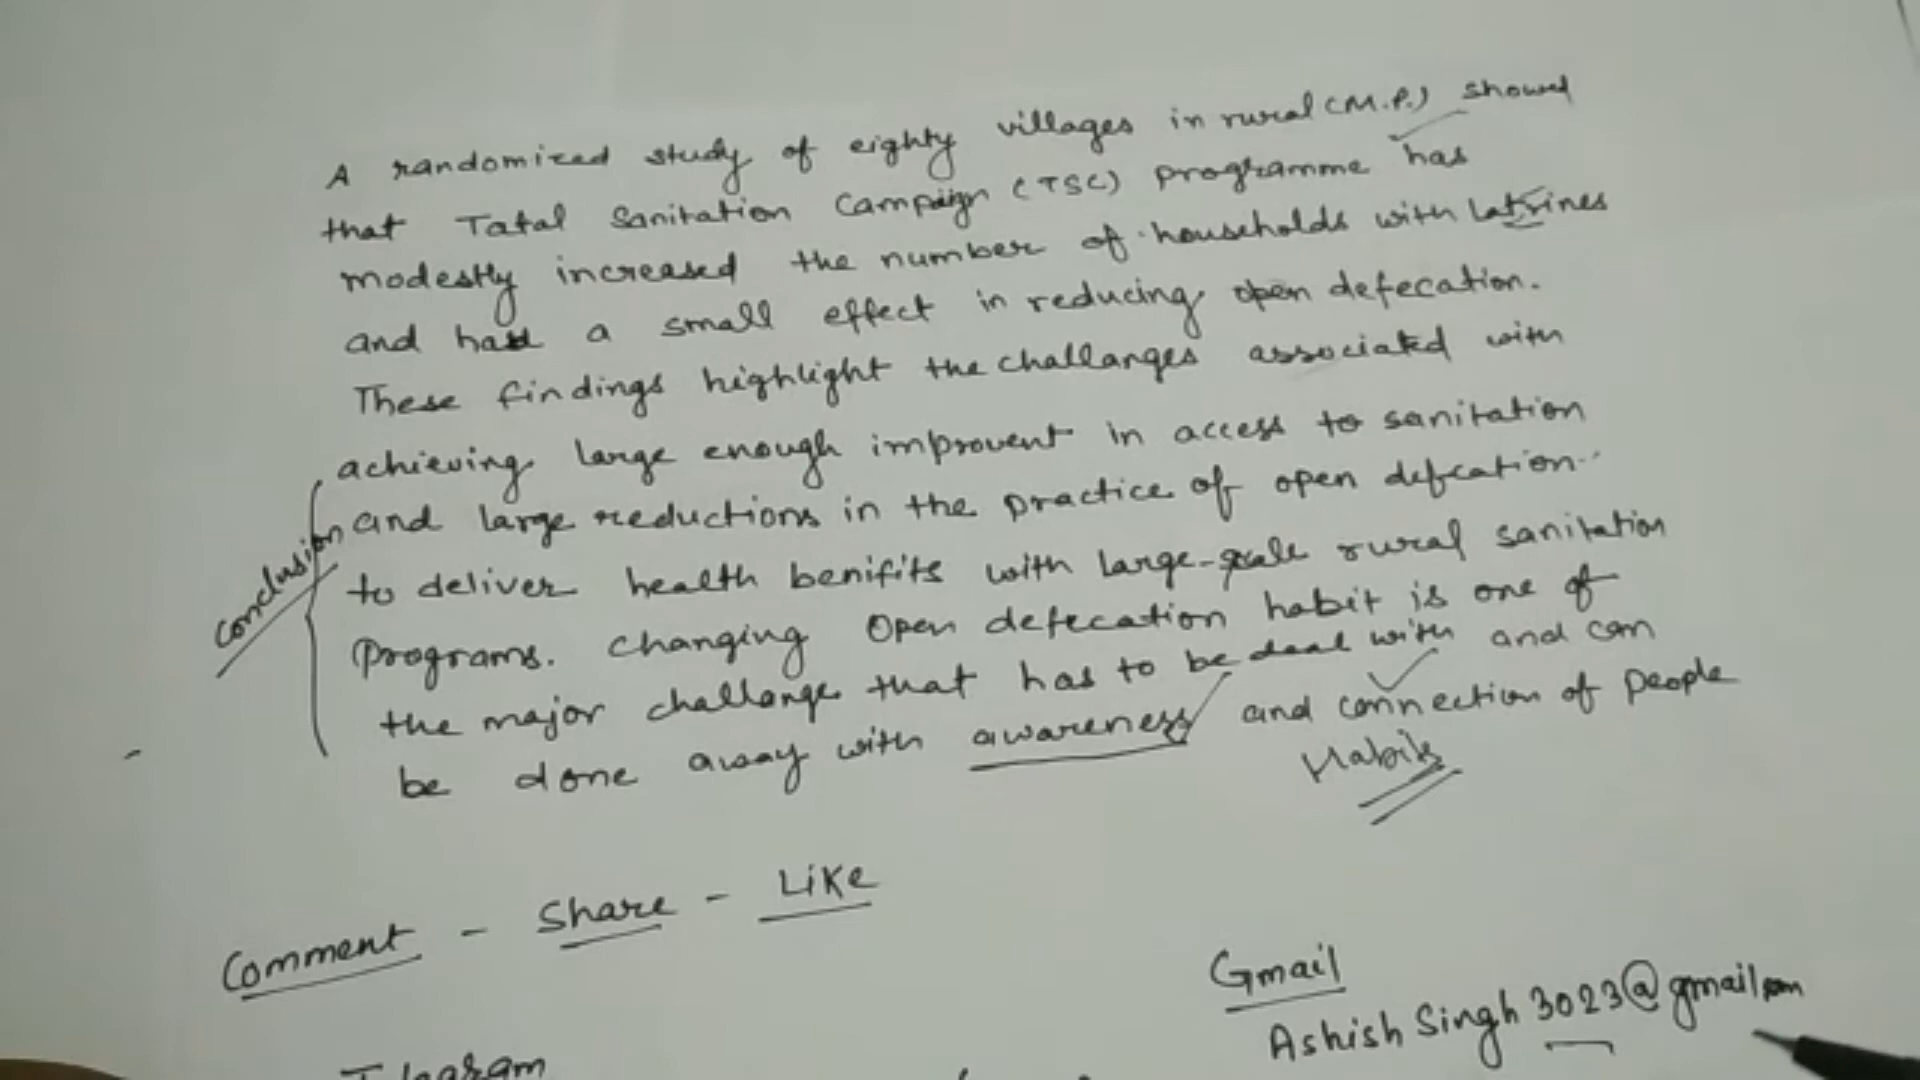 A randomized study of eighty villages in rural (M.P.) showed
that Tatal Sanitation Campaign (TSC) programme has
modestly increased the number of households with Latrines
and had a small effect in reducing open defecation.
These findings highlight the challanges associated with
achieving large enough improvent in access to sanitation
and large reductions in the practice of open defcation
to deliver health benifits with large-scale rural sanitation
programs. Changing Open defecation habit is one of
the major challange that has to be deal with and can
be done away with awareness and connection of people
Habits
Conclusion
Comment - Share - Like
Gmail
Ashish Singh 3023@gmail.com